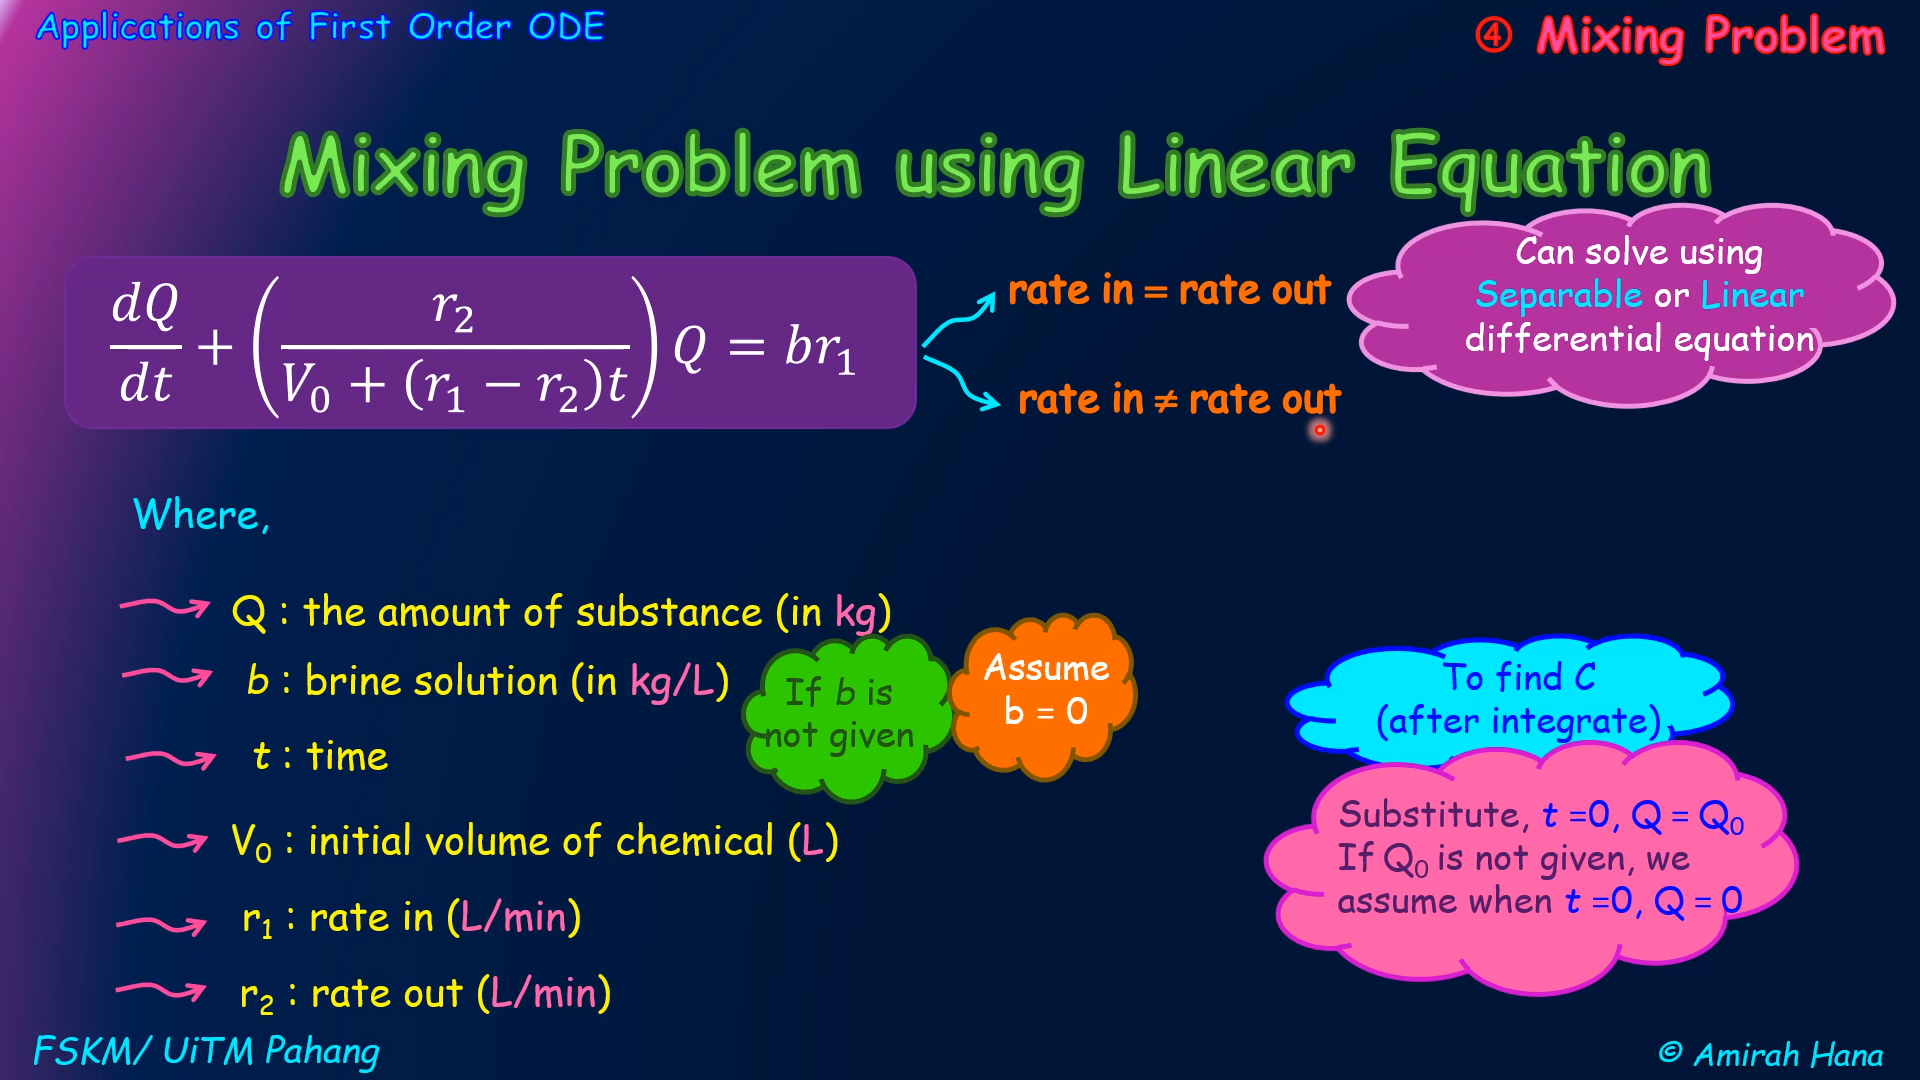 Applications of First Order ODE
④ Mixing Problem
Mixing Problem using Linear Equation
dQ/dt + (r₂/(V₀ + (r₁ − r₂)t)) Q = br₁
rate in = rate out
rate in ≠ rate out
Can solve using
Separable or Linear
differential equation
Where,
Q : the amount of substance (in kg)
b : brine solution (in kg/L)
If b is
not given
Assume
b = 0
t : time
V₀ : initial volume of chemical (L)
r₁ : rate in (L/min)
r₂ : rate out (L/min)
To find C
(after integrate)
Substitute, t =0, Q = Q₀
If Q₀ is not given, we
assume when t =0, Q = 0
FSKM/ UiTM Pahang
© Amirah Hana